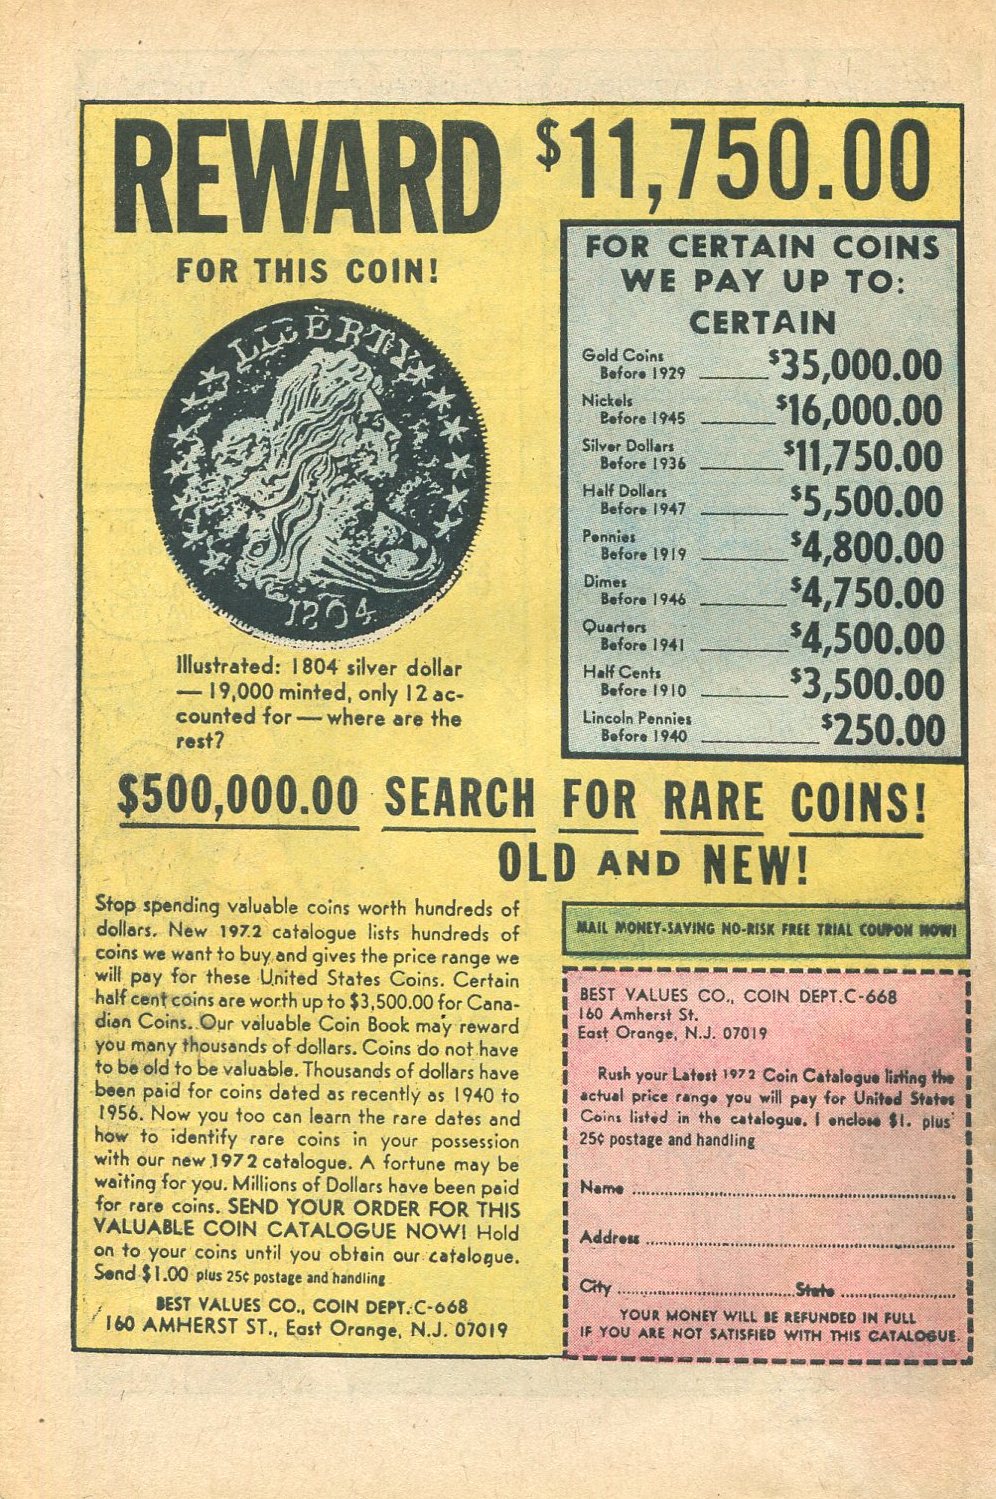 REWARD $11,750.00
FOR THIS COIN!
LIBERTY
1804
Illustrated: 1804 silver dollar
— 19,000 minted, only 12 ac-
counted for — where are the
rest?
FOR CERTAIN COINS
WE PAY UP TO:
CERTAIN
Gold Coins
Before 1929 $35,000.00
Nickels
Before 1945 $16,000.00
Silver Dollars
Before 1936 $11,750.00
Half Dollars
Before 1947 $5,500.00
Pennies
Before 1919 $4,800.00
Dimes
Before 1946 $4,750.00
Quarters
Before 1941 $4,500.00
Half Cents
Before 1910 $3,500.00
Lincoln Pennies
Before 1940 $250.00
$500,000.00 SEARCH FOR RARE COINS!
OLD AND NEW!
Stop spending valuable coins worth hundreds of
dollars. New 1972 catalogue lists hundreds of
coins we want to buy and gives the price range we
will pay for these United States Coins. Certain
half cent coins are worth up to $3,500.00 for Cana-
dian Coins. Our valuable Coin Book may reward
you many thousands of dollars. Coins do not have
to be old to be valuable. Thousands of dollars have
been paid for coins dated as recently as 1940 to
1956. Now you too can learn the rare dates and
how to identify rare coins in your possession
with our new 1972 catalogue. A fortune may be
waiting for you. Millions of Dollars have been paid
for rare coins. SEND YOUR ORDER FOR THIS
VALUABLE COIN CATALOGUE NOW! Hold
on to your coins until you obtain our catalogue.
Send $1.00 plus 25¢ postage and handling
BEST VALUES CO., COIN DEPT. C-668
160 AMHERST ST., East Orange, N.J. 07019
MAIL MONEY-SAVING NO-RISK FREE TRIAL COUPON NOW!
BEST VALUES CO., COIN DEPT. C-668
160 Amherst St.
East Orange, N.J. 07019
Rush your Latest 1972 Coin Catalogue listing the
actual price range you will pay for United States
Coins listed in the catalogue. I enclose $1. plus
25¢ postage and handling
Name
Address
City State
YOUR MONEY WILL BE REFUNDED IN FULL
IF YOU ARE NOT SATISFIED WITH THIS CATALOGUE.